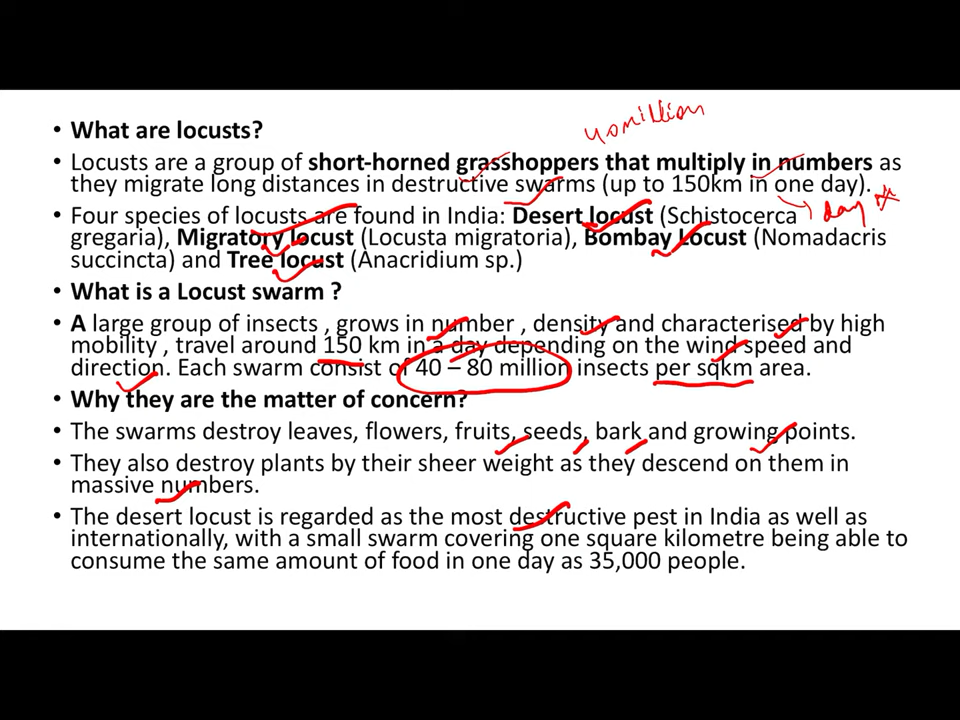 40 million
• What are locusts?
• Locusts are a group of short-horned grasshoppers that multiply in numbers as
they migrate long distances in destructive swarms (up to 150km in one day).
day
• Four species of locusts are found in India: Desert locust (Schistocerca
gregaria), Migratory locust (Locusta migratoria), Bombay Locust (Nomadacris
succincta) and Tree locust (Anacridium sp.)
• What is a Locust swarm ?
• A large group of insects , grows in number , density and characterised by high
mobility , travel around 150 km in a day depending on the wind speed and
direction. Each swarm consist of 40 – 80 million insects per sqkm area.
• Why they are the matter of concern?
• The swarms destroy leaves, flowers, fruits, seeds, bark and growing points.
• They also destroy plants by their sheer weight as they descend on them in
massive numbers.
• The desert locust is regarded as the most destructive pest in India as well as
internationally, with a small swarm covering one square kilometre being able to
consume the same amount of food in one day as 35,000 people.